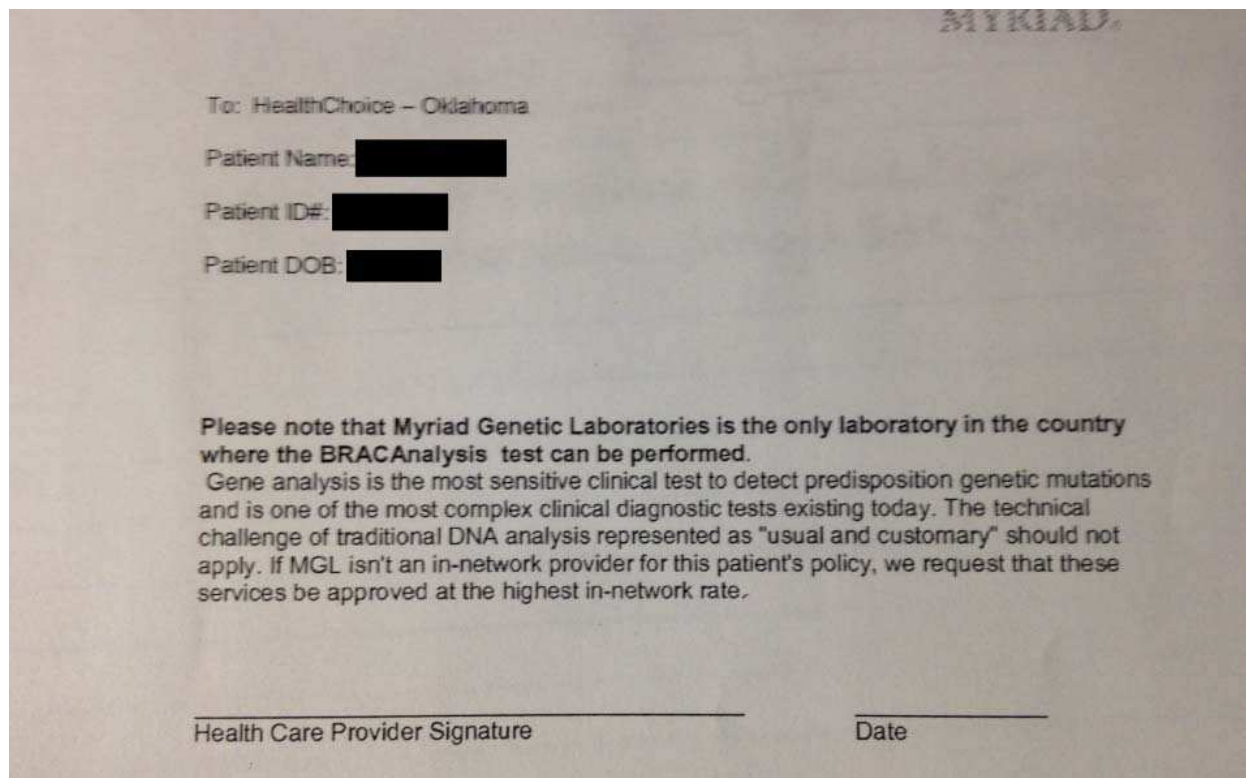 MYRIAD.
To: HealthChoice – Oklahoma
Patient Name:
Patient ID#:
Patient DOB:
Please note that Myriad Genetic Laboratories is the only laboratory in the country
where the BRACAnalysis test can be performed.
Gene analysis is the most sensitive clinical test to detect predisposition genetic mutations
and is one of the most complex clinical diagnostic tests existing today. The technical
challenge of traditional DNA analysis represented as "usual and customary" should not
apply. If MGL isn't an in-network provider for this patient's policy, we request that these
services be approved at the highest in-network rate.
Health Care Provider Signature
Date